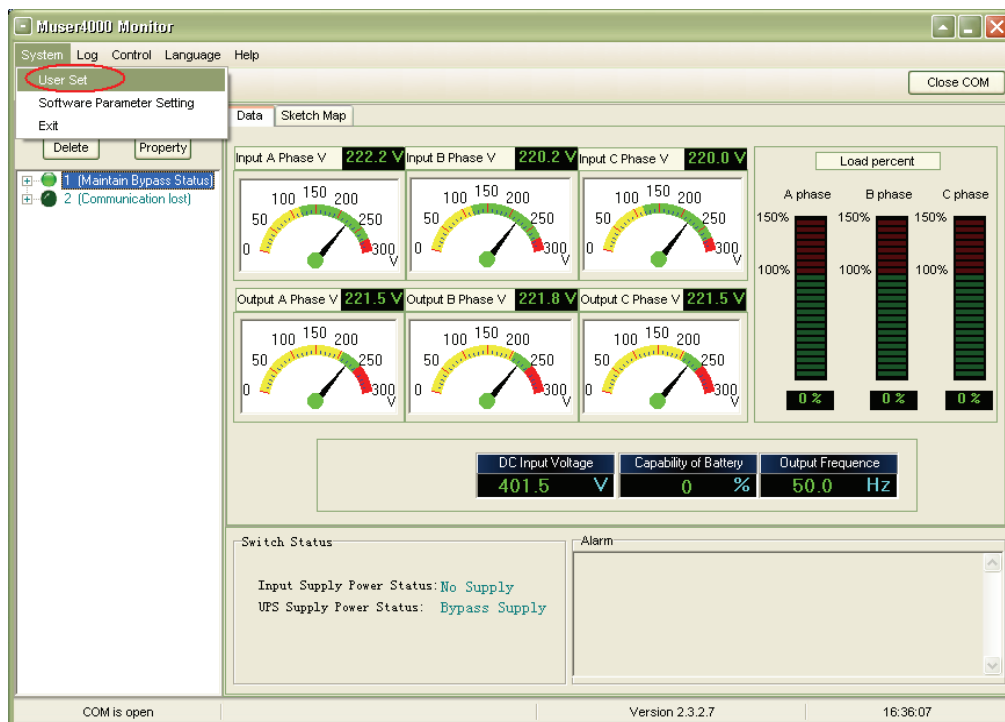 Muser4000 Monitor
System Log Control Language Help
User Set
Software Parameter Setting
Exit
Close COM
Delete Property
Data Sketch Map
1 (Maintain Bypass Status)
2 (Communication lost)
Input A Phase V 222.2 V
0 50 100 150 200 250 300 V
Input B Phase V 220.2 V
0 50 100 150 200 250 300 V
Input C Phase V 220.0 V
0 50 100 150 200 250 300 V
Output A Phase V 221.5 V
0 50 100 150 200 250 300 V
Output B Phase V 221.8 V
0 50 100 150 200 250 300 V
Output C Phase V 221.5 V
0 50 100 150 200 250 300 V
Load percent
A phase B phase C phase
150% 150% 150%
100% 100% 100%
0 % 0 % 0 %
DC Input Voltage Capability of Battery Output Frequence
401.5 V 0 % 50.0 Hz
Switch Status
Input Supply Power Status: No Supply
UPS Supply Power Status: Bypass Supply
Alarm
COM is open Version 2.3.2.7 16:36:07